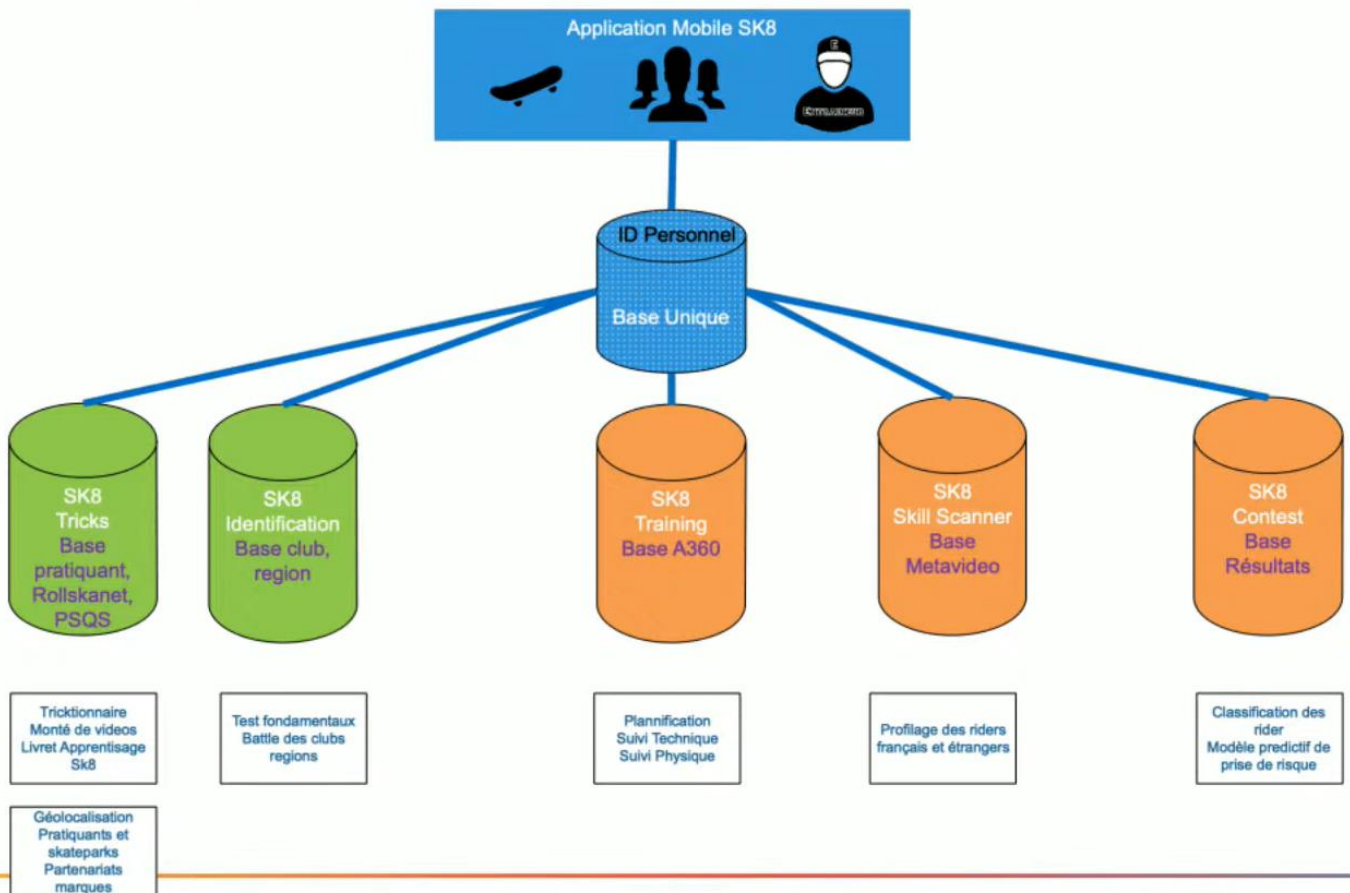 Application Mobile SK8
E
ENTRAINEUR
ID Personnel
Base Unique
SK8
Tricks
Base
pratiquant,
Rollskanet,
PSQS
SK8
Identification
Base club,
region
SK8
Training
Base A360
SK8
Skill Scanner
Base
Metavideo
SK8
Contest
Base
Résultats
Tricktionnaire
Monté de videos
Livret Apprentisage
Sk8
Test fondamentaux
Battle des clubs
regions
Plannification
Suivi Technique
Suivi Physique
Profilage des riders
français et étrangers
Classification des
rider
Modèle predictif de
prise de risque
Géolocalisation
Pratiquants et
skateparks
Partenariats
marques